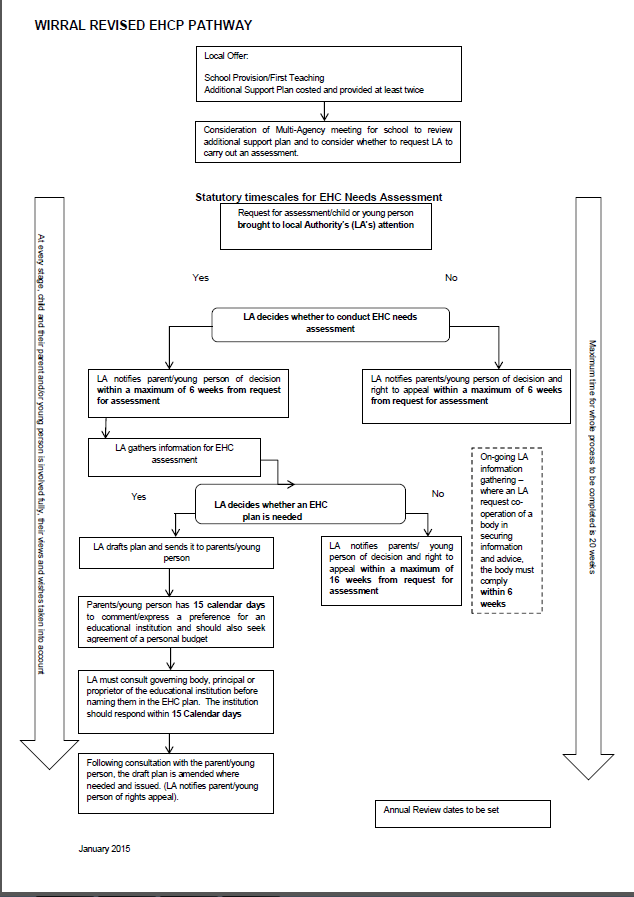 WIRRAL REVISED EHCP PATHWAY
Local Offer:
School Provision/First Teaching
Additional Support Plan costed and provided at least twice
Consideration of Multi-Agency meeting for school to review
additional support plan and to consider whether to request LA to
carry out an assessment.
Statutory timescales for EHC Needs Assessment
Request for assessment/child or young person
brought to local Authority's (LA's) attention
Yes
No
LA decides whether to conduct EHC needs
assessment
LA notifies parent/young person of decision
within a maximum of 6 weeks from request
for assessment
LA notifies parents/young person of decision and
right to appeal within a maximum of 6 weeks
from request for assessment
LA gathers information for EHC
assessment
On-going LA
information
gathering –
where an LA
request co-
operation of a
body in
securing
information
and advice,
the body must
comply
within 6
weeks
Yes
No
LA decides whether an EHC
plan is needed
LA drafts plan and sends it to parents/young
person
LA notifies parents/ young
person of decision and right to
appeal within a maximum of
16 weeks from request for
assessment
Parents/young person has 15 calendar days
to comment/express a preference for an
educational institution and should also seek
agreement of a personal budget
LA must consult governing body, principal or
proprietor of the educational institution before
naming them in the EHC plan. The institution
should respond within 15 Calendar days
Following consultation with the parent/young
person, the draft plan is amended where
needed and issued. (LA notifies parent/young
person of rights appeal).
Annual Review dates to be set
At every stage, child and their parent and/or young person is involved fully, their views and wishes taken into account
Maximum time for whole process to be completed is 20 weeks
January 2015